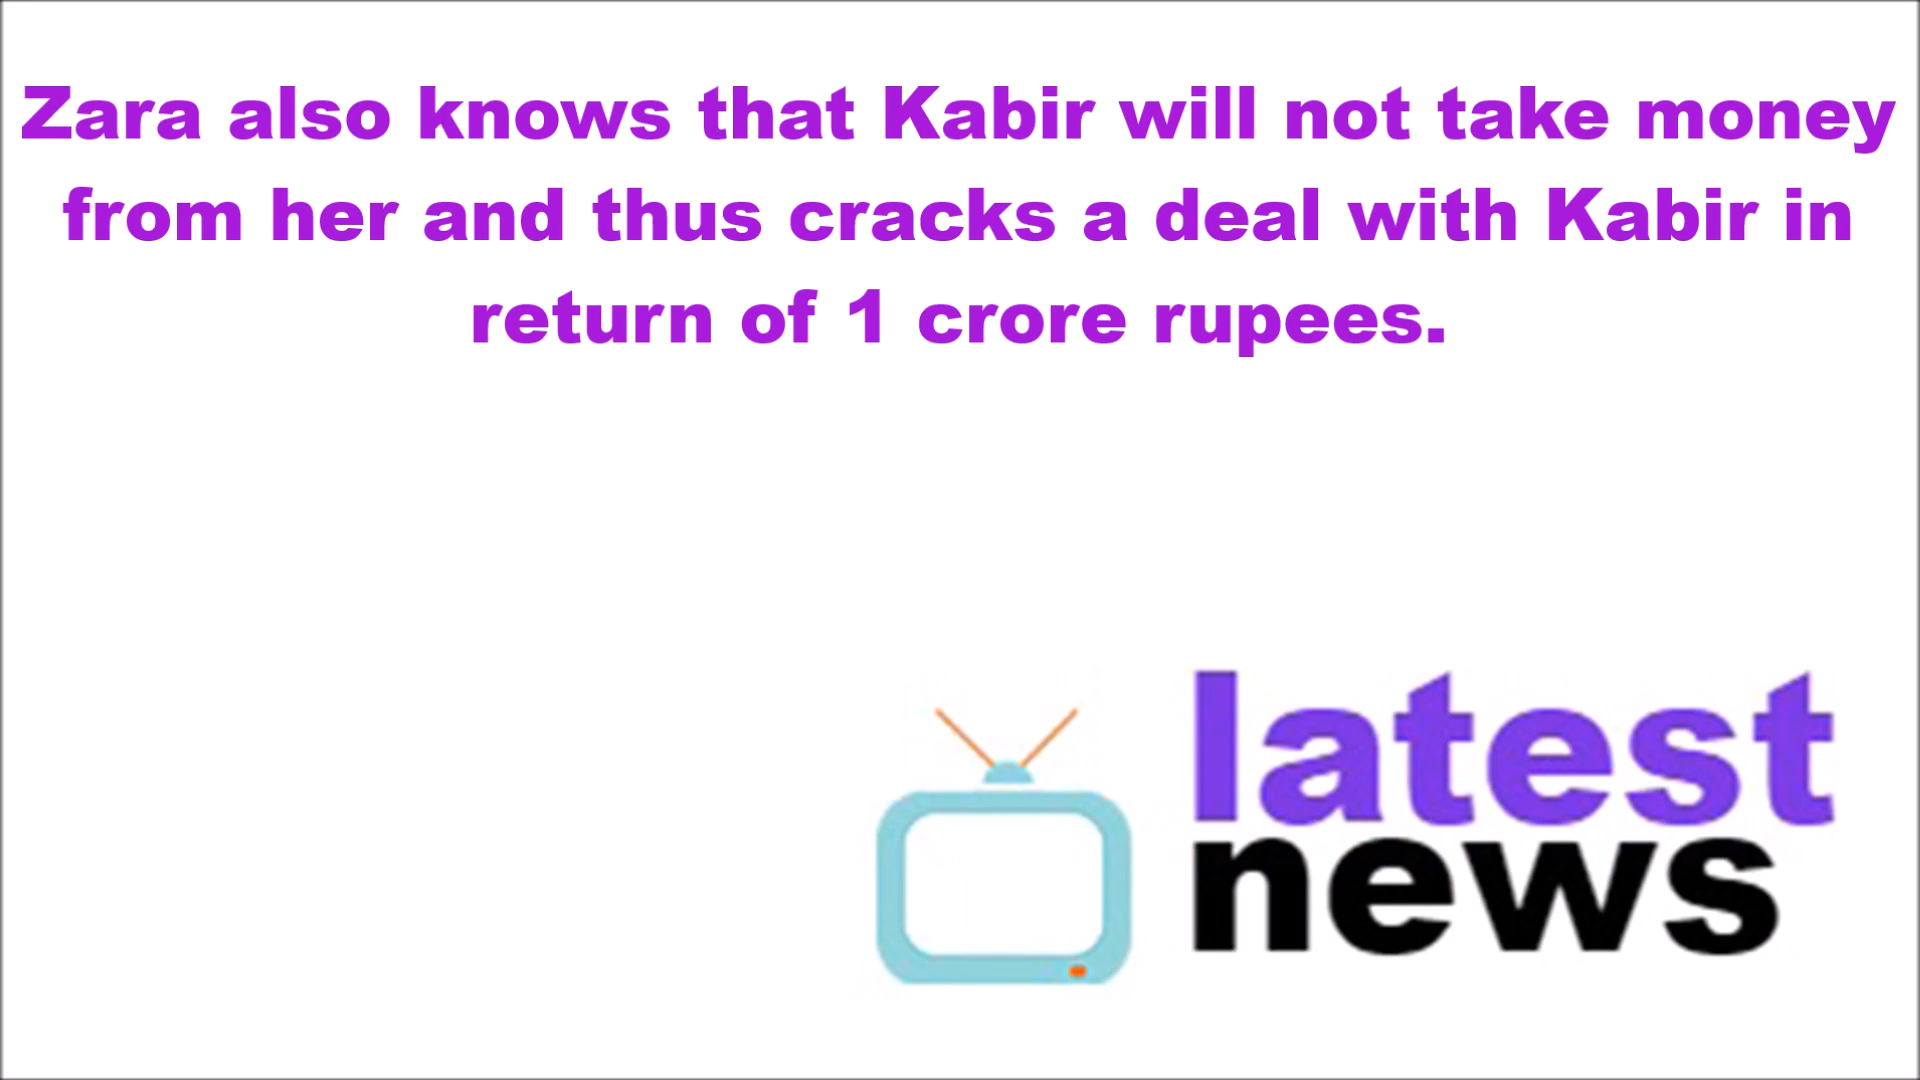 Zara also knows that Kabir will not take money
from her and thus cracks a deal with Kabir in
return of 1 crore rupees.
latest
news